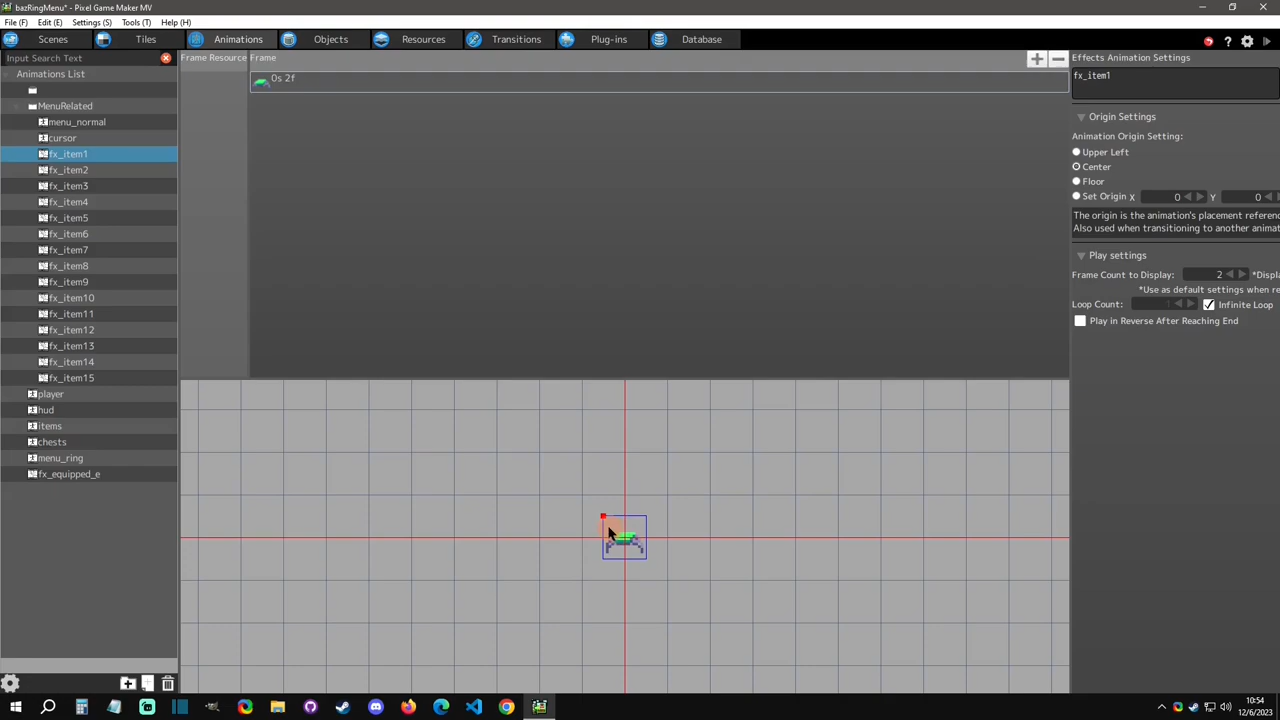 bazRingMenu* - Pixel Game Maker MV
File (F) Edit (E) Settings (S) Tools (T) Help (H)
Scenes Tiles Animations Objects Resources Transitions Plug-ins Database
Input Search Text
Animations List
MenuRelated
menu_normal
cursor
fx_item1
fx_item2
fx_item3
fx_item4
fx_item5
fx_item6
fx_item7
fx_item8
fx_item9
fx_item10
fx_item11
fx_item12
fx_item13
fx_item14
fx_item15
player
hud
items
chests
menu_ring
fx_equipped_e
Frame Resource Frame
0s 2f
Effects Animation Settings
fx_item1
Origin Settings
Animation Origin Setting:
Upper Left
Center
Floor
Set Origin X 0 Y 0
The origin is the animation's placement referenc
Also used when transitioning to another animat
Play settings
Frame Count to Display: 2 *Displa
*Use as default settings when re
Loop Count: 1 Infinite Loop
Play in Reverse After Reaching End
10:54
12/6/2023